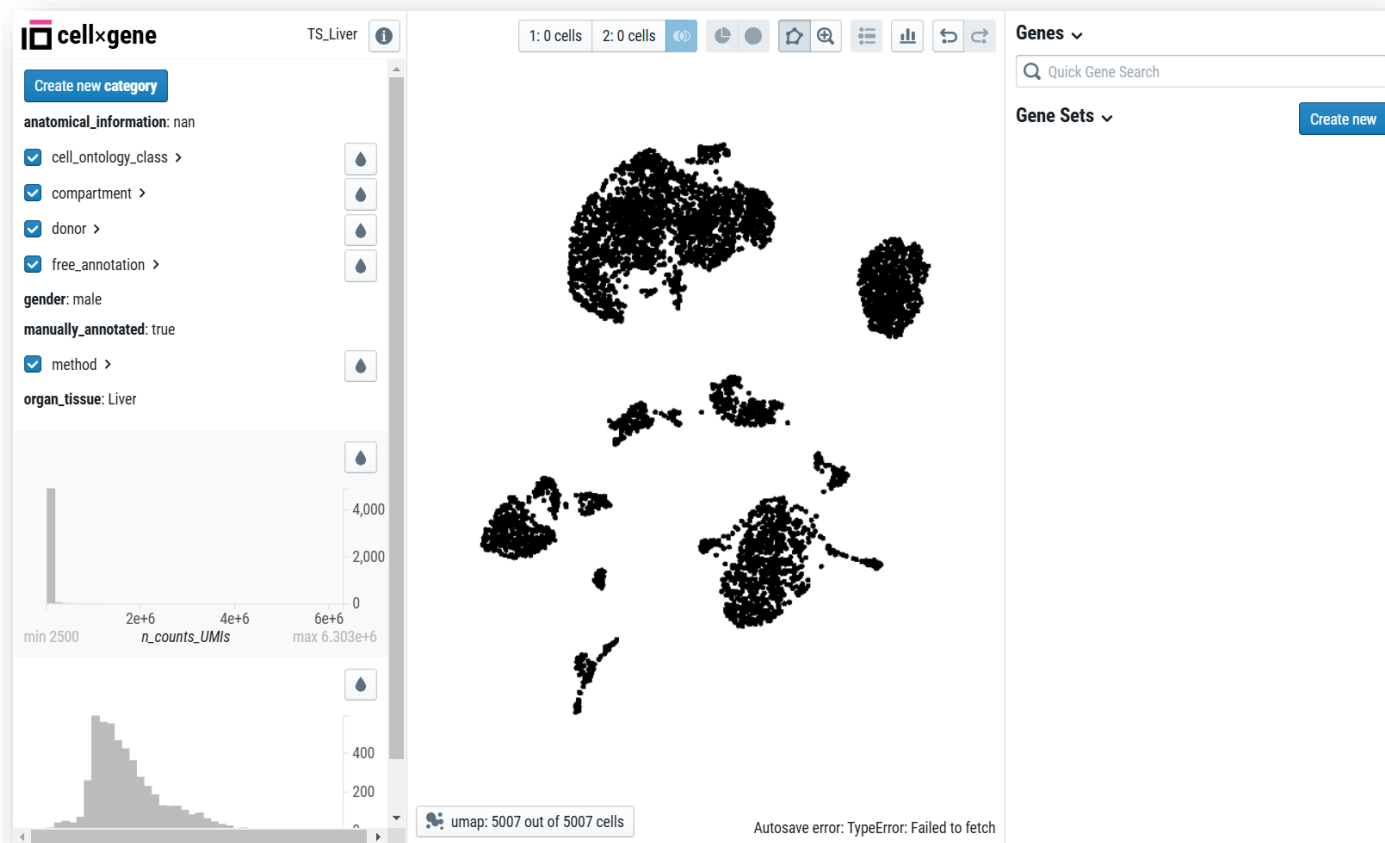 cell×gene
TS_Liver
Create new category
anatomical_information: nan
cell_ontology_class
compartment
donor
free_annotation
gender: male
manually_annotated: true
method
organ_tissue: Liver
4,000
2,000
0
2e+6 4e+6 6e+6
min 2500 n_counts_UMIs max 6.303e+6
400
200
1: 0 cells 2: 0 cells
umap: 5007 out of 5007 cells
Autosave error: TypeError: Failed to fetch
Genes
Quick Gene Search
Gene Sets
Create new